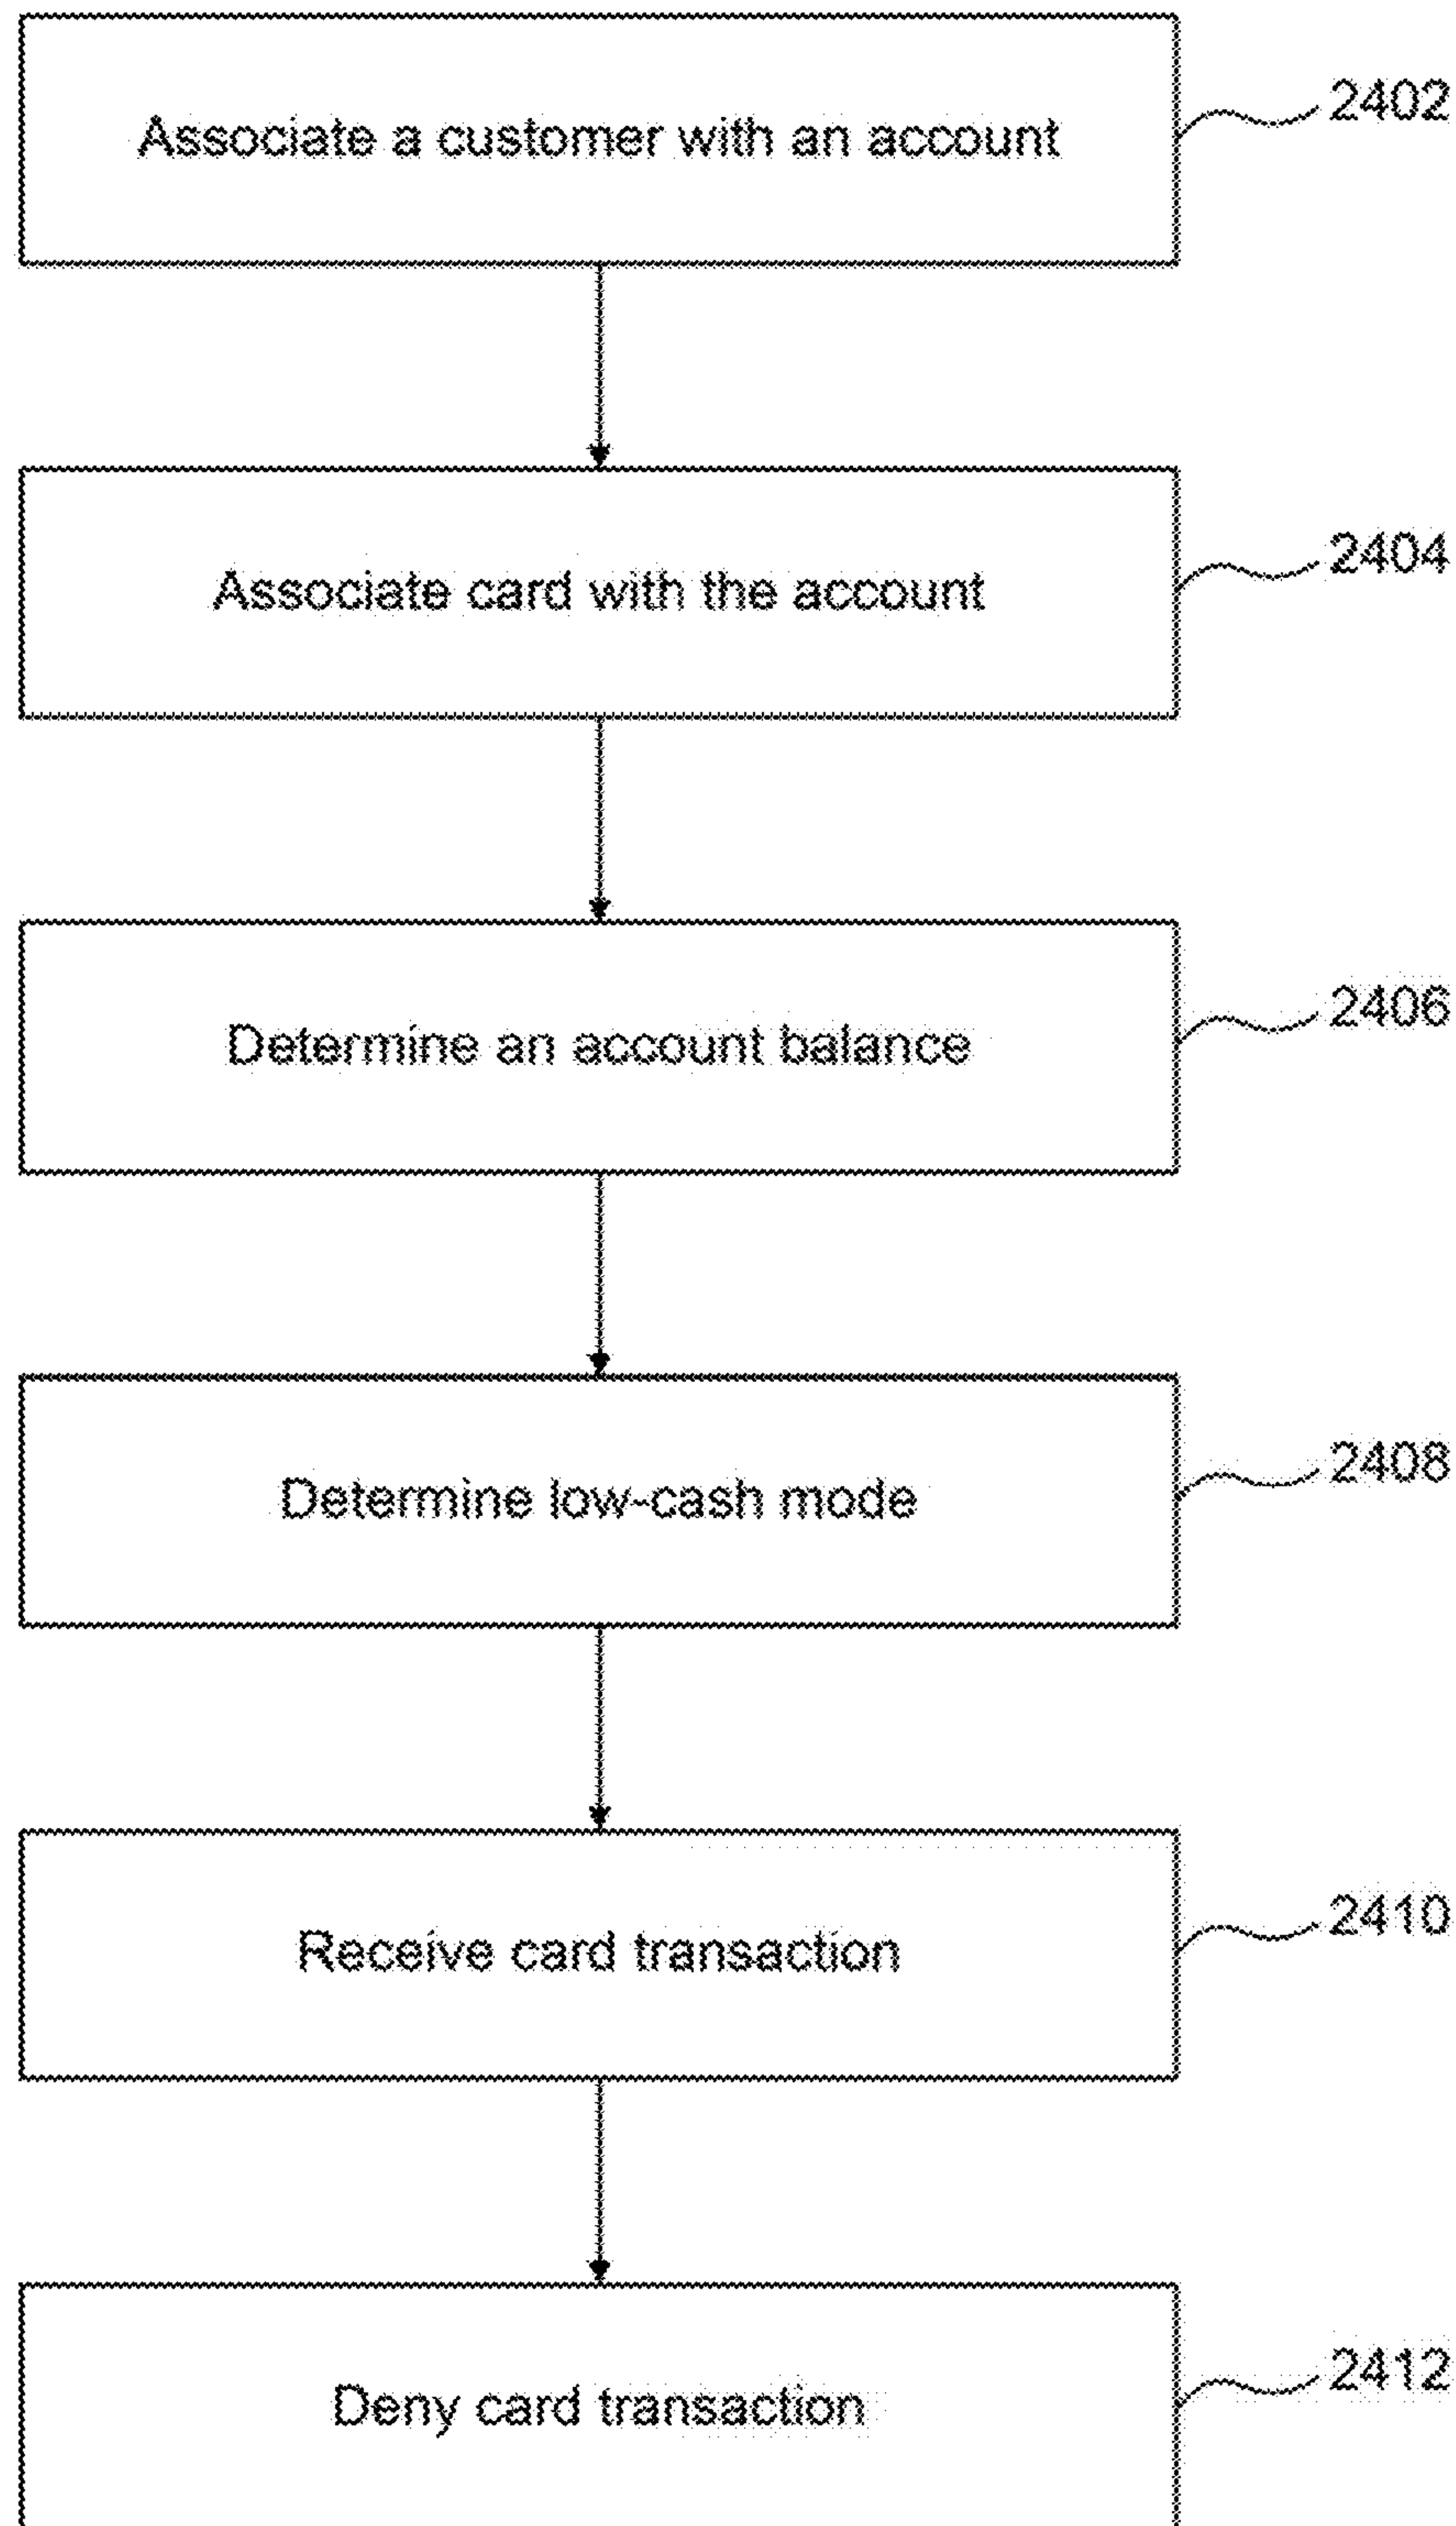 Associate a customer with an account
2402
Associate card with the account
2404
Determine an account balance
2406
Determine low-cash mode
2408
Receive card transaction
2410
Deny card transaction
2412